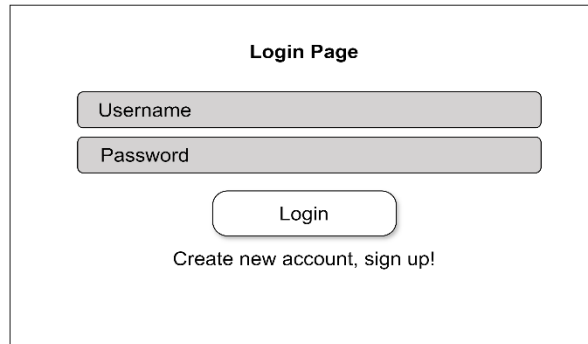 Login Page
Username
Password
Login
Create new account, sign up!